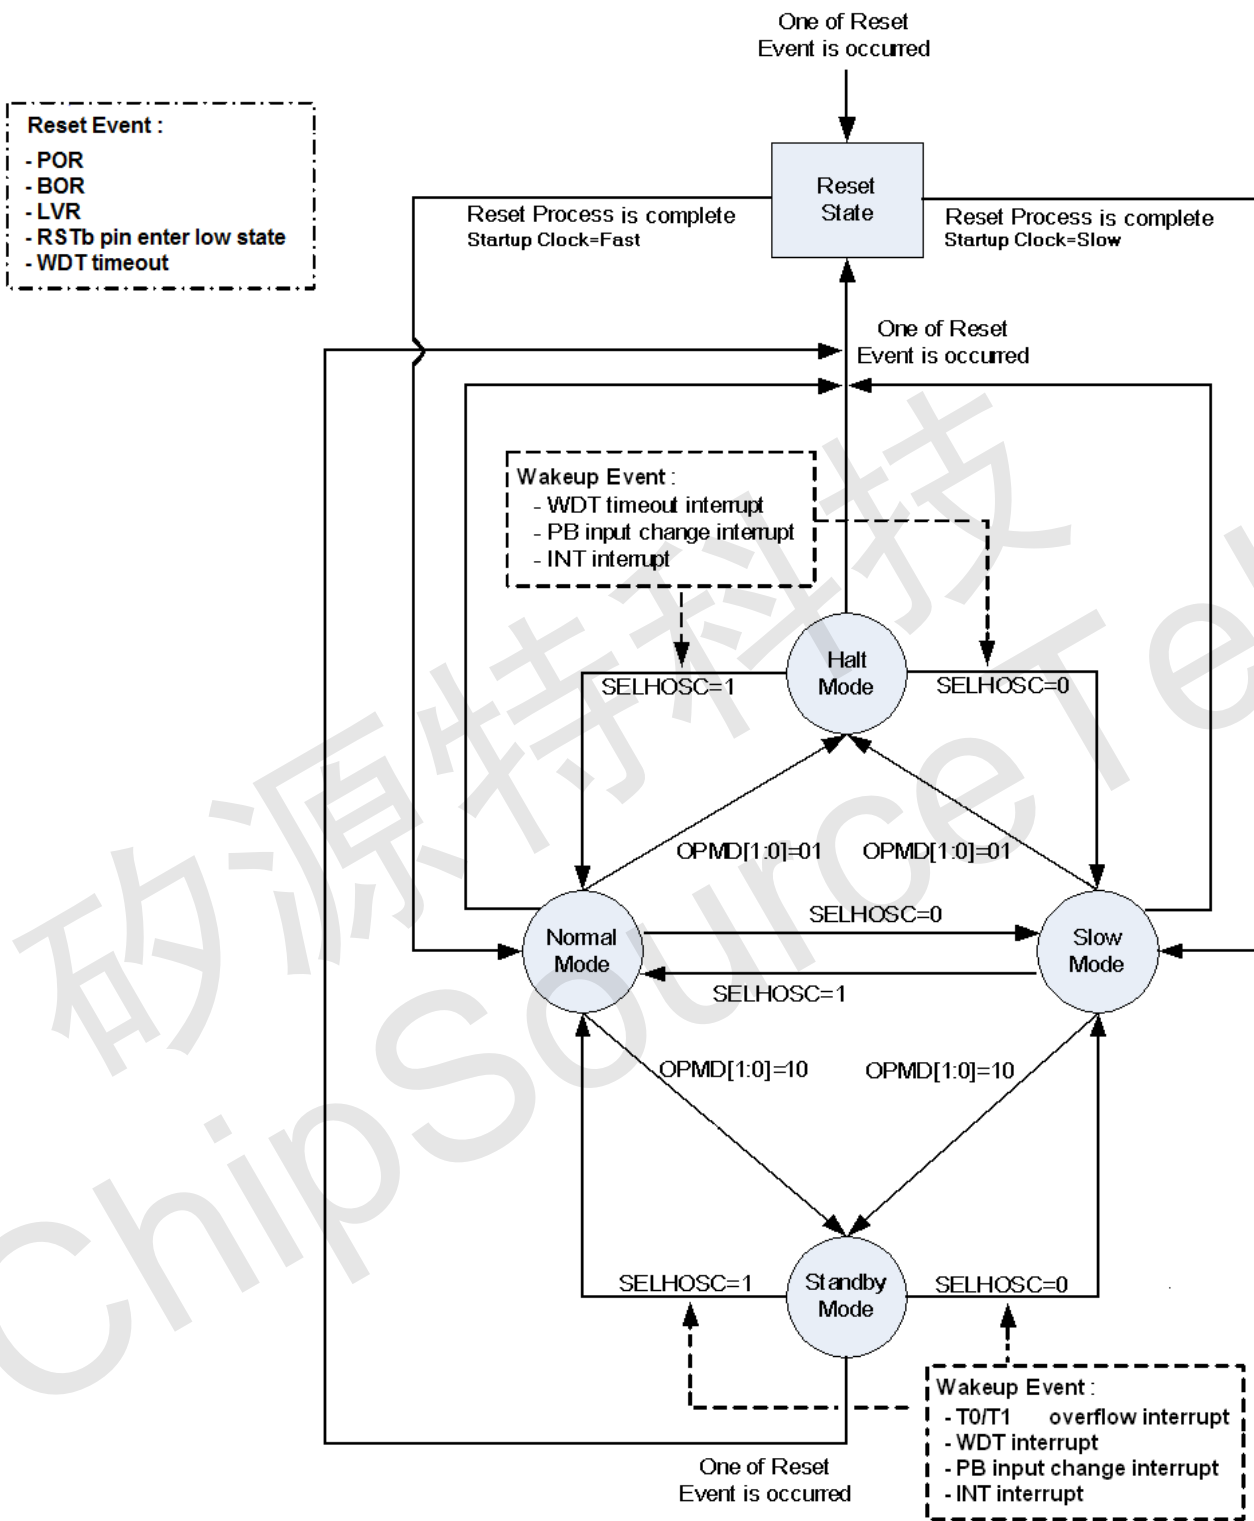 One of Reset
Event is occurred
Reset Event :
- POR
- BOR
- LVR
- RSTb pin enter low state
- WDT timeout
Reset
State
Reset Process is complete
Startup Clock=Fast
Reset Process is complete
Startup Clock=Slow
One of Reset
Event is occurred
Wakeup Event :
- WDT timeout interrupt
- PB input change interrupt
- INT interrupt
Halt
Mode
SELHOSC=1
SELHOSC=0
OPMD[1:0]=01
OPMD[1:0]=01
SELHOSC=0
Normal
Mode
Slow
Mode
SELHOSC=1
OPMD[1:0]=10
OPMD[1:0]=10
SELHOSC=1
Standby
Mode
SELHOSC=0
Wakeup Event :
- T0/T1 overflow interrupt
- WDT interrupt
- PB input change interrupt
- INT interrupt
One of Reset
Event is occurred
矽源特科技
ChipSourceTe